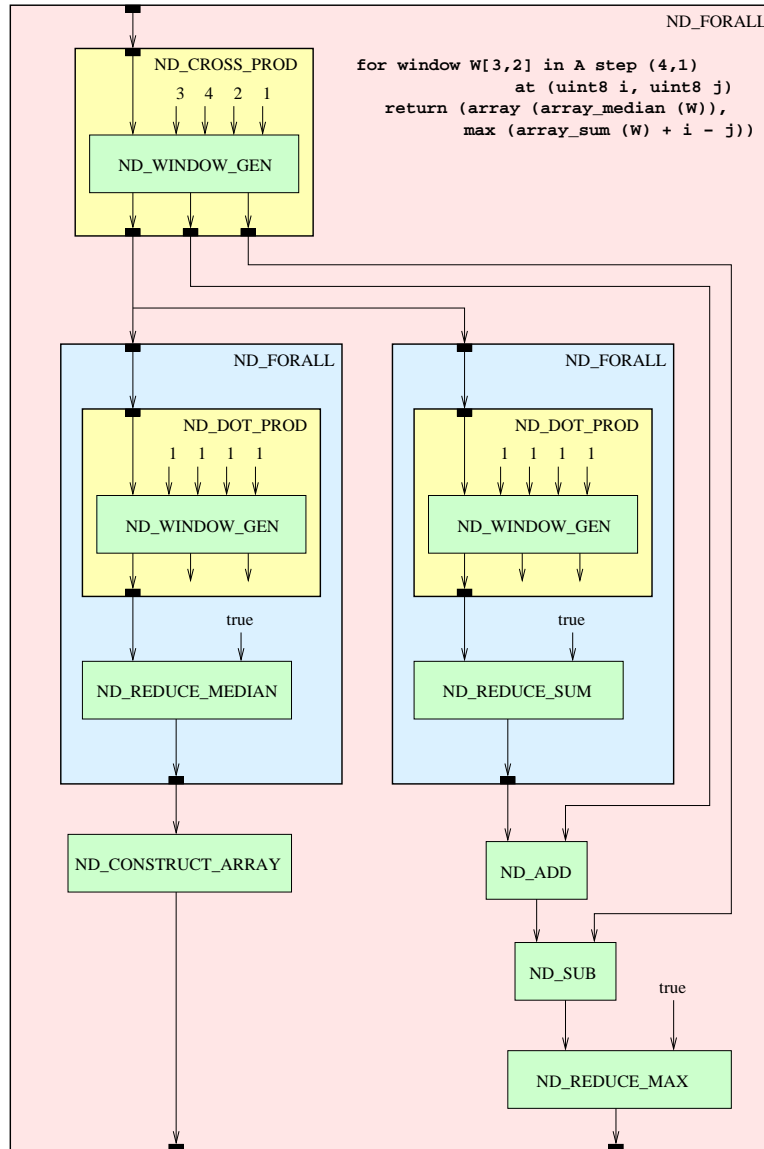 ND_FORALL
ND_CROSS_PROD
for window W[3,2] in A step (4,1)
at (uint8 i, uint8 j)
return (array (array_median (W)),
max (array_sum (W) + i - j))
3 4 2 1
ND_WINDOW_GEN
ND_FORALL
ND_FORALL
ND_DOT_PROD
ND_DOT_PROD
1 1 1 1
1 1 1 1
ND_WINDOW_GEN
ND_WINDOW_GEN
true
true
ND_REDUCE_MEDIAN
ND_REDUCE_SUM
ND_CONSTRUCT_ARRAY
ND_ADD
ND_SUB
true
ND_REDUCE_MAX